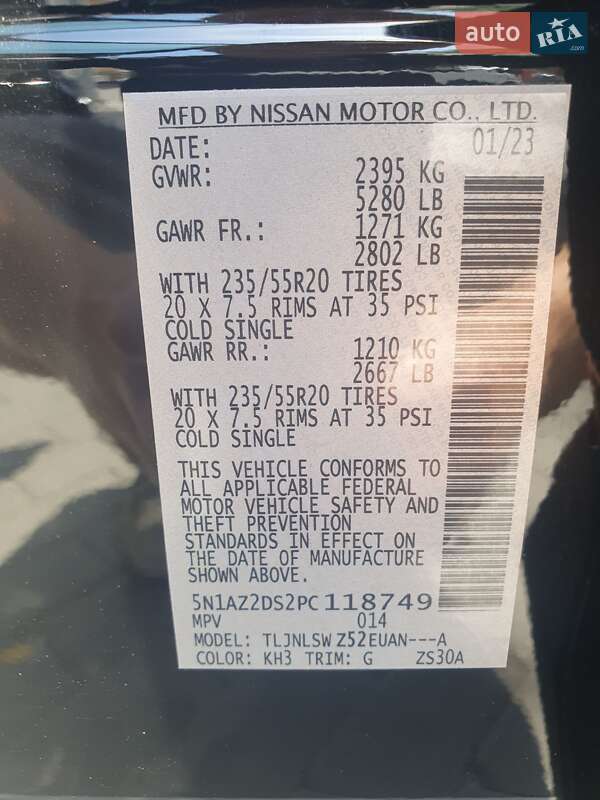 auto RIA.com
MFD BY NISSAN MOTOR CO., LTD.
DATE: 01/23
GVWR: 2395 KG
5280 LB
GAWR FR.: 1271 KG
2802 LB
WITH 235/55R20 TIRES
20 X 7.5 RIMS AT 35 PSI
COLD SINGLE
GAWR RR.: 1210 KG
2667 LB
WITH 235/55R20 TIRES
20 X 7.5 RIMS AT 35 PSI
COLD SINGLE
THIS VEHICLE CONFORMS TO
ALL APPLICABLE FEDERAL
MOTOR VEHICLE SAFETY AND
THEFT PREVENTION
STANDARDS IN EFFECT ON
THE DATE OF MANUFACTURE
SHOWN ABOVE.
5N1AZ2DS2PC118749
MPV 014
MODEL: TLJNLSW Z52EUAN---A
COLOR: KH3 TRIM: G ZS30A